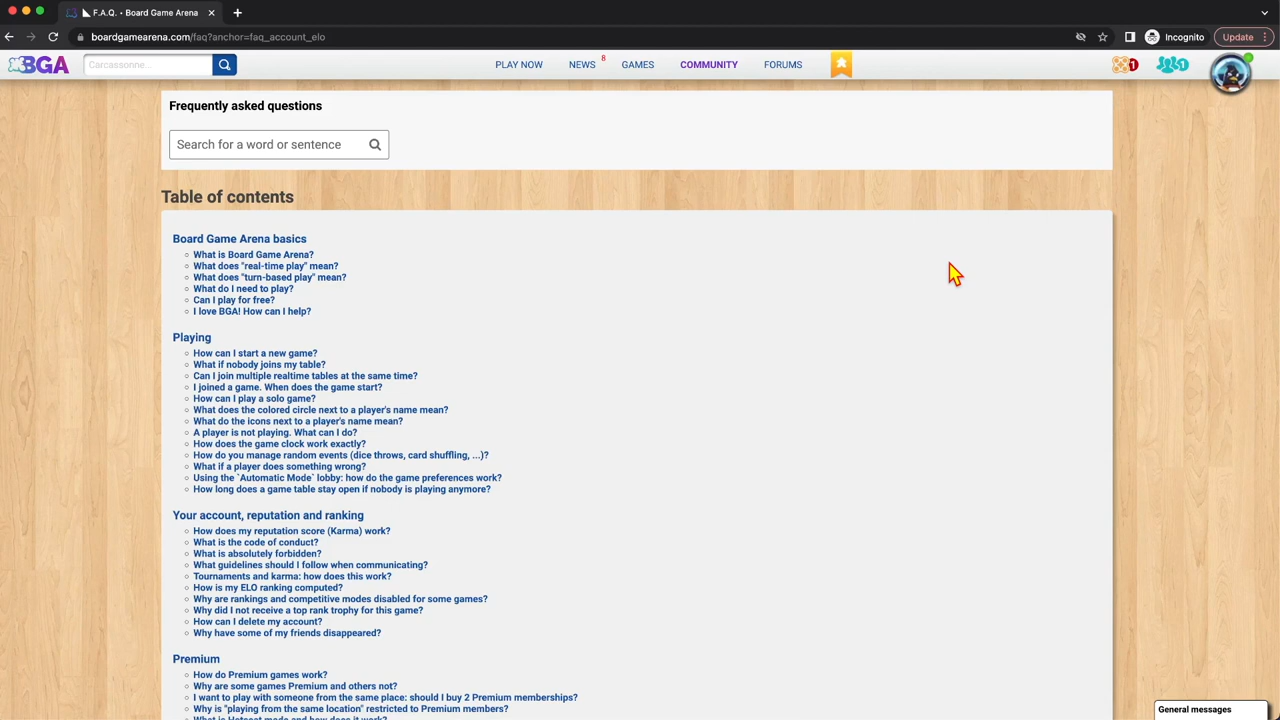 F.A.Q. • Board Game Arena
boardgamearena.com/faq?anchor=faq_account_elo
Incognito
Update
BGA
Carcassonne...
PLAY NOW
NEWS 8
GAMES
COMMUNITY
FORUMS
1
1
Frequently asked questions
Search for a word or sentence
Table of contents
Board Game Arena basics
What is Board Game Arena?
What does "real-time play" mean?
What does "turn-based play" mean?
What do I need to play?
Can I play for free?
I love BGA! How can I help?
Playing
How can I start a new game?
What if nobody joins my table?
Can I join multiple realtime tables at the same time?
I joined a game. When does the game start?
How can I play a solo game?
What does the colored circle next to a player's name mean?
What do the icons next to a player's name mean?
A player is not playing. What can I do?
How does the game clock work exactly?
How do you manage random events (dice throws, card shuffling, ...)?
What if a player does something wrong?
Using the `Automatic Mode` lobby: how do the game preferences work?
How long does a game table stay open if nobody is playing anymore?
Your account, reputation and ranking
How does my reputation score (Karma) work?
What is the code of conduct?
What is absolutely forbidden?
What guidelines should I follow when communicating?
Tournaments and karma: how does this work?
How is my ELO ranking computed?
Why are rankings and competitive modes disabled for some games?
Why did I not receive a top rank trophy for this game?
How can I delete my account?
Why have some of my friends disappeared?
Premium
How do Premium games work?
Why are some games Premium and others not?
I want to play with someone from the same place: should I buy 2 Premium memberships?
Why is "playing from the same location" restricted to Premium members?
What is Hotseat mode and how does it work?
General messages